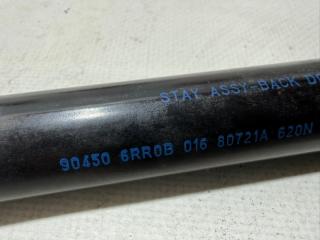 STAY ASSY-BACK D
90450 6RR0B 016 80721A 620N